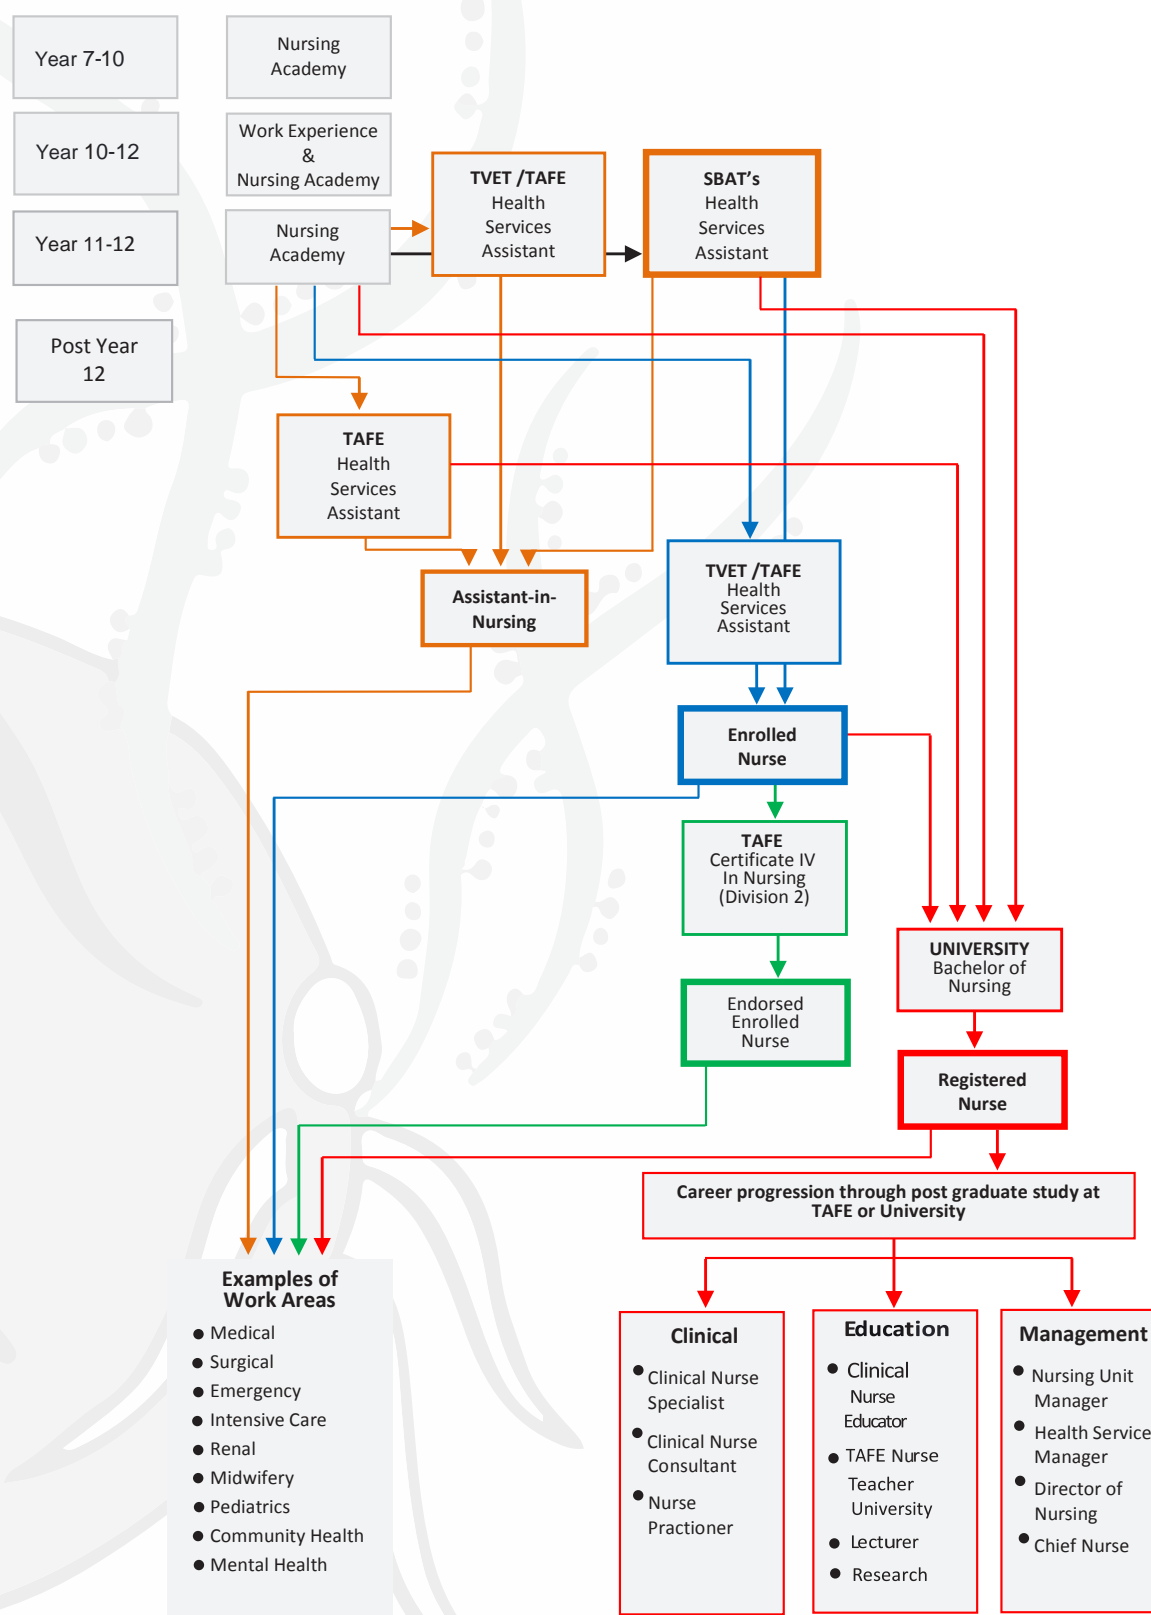 Year 7-10
Nursing
Academy
Year 10-12
Work Experience
&
Nursing Academy
Year 11-12
Nursing
Academy
TVET /TAFE
Health
Services
Assistant
SBAT's
Health
Services
Assistant
Post Year
12
TAFE
Health
Services
Assistant
Assistant-in-
Nursing
TVET /TAFE
Health
Services
Assistant
Enrolled
Nurse
TAFE
Certificate IV
In Nursing
(Division 2)
UNIVERSITY
Bachelor of
Nursing
Endorsed
Enrolled
Nurse
Registered
Nurse
Career progression through post graduate study at
TAFE or University
Examples of
Work Areas
● Medical
● Surgical
● Emergency
● Intensive Care
● Renal
● Midwifery
● Pediatrics
● Community Health
● Mental Health
Clinical
● Clinical Nurse
Specialist
● Clinical Nurse
Consultant
● Nurse
Practioner
Education
● Clinical
Nurse
Educator
● TAFE Nurse
Teacher
University
● Lecturer
● Research
Management
● Nursing Unit
Manager
● Health Service
Manager
● Director of
Nursing
● Chief Nurse